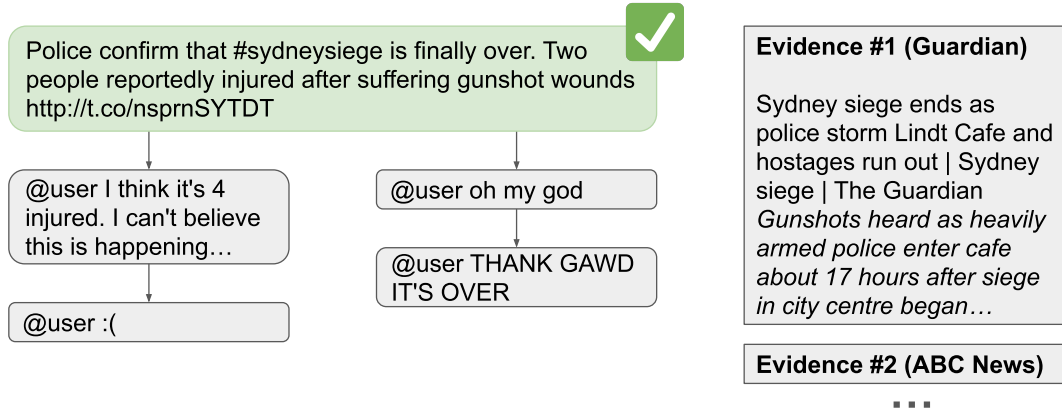 Police confirm that #sydneysiege is finally over. Two
people reportedly injured after suffering gunshot wounds
http://t.co/nsprnSYTDT
@user I think it's 4
injured. I can't believe
this is happening…
@user :(
@user oh my god
@user THANK GAWD
IT'S OVER
Evidence #1 (Guardian)
Sydney siege ends as
police storm Lindt Cafe and
hostages run out | Sydney
siege | The Guardian
Gunshots heard as heavily
armed police enter cafe
about 17 hours after siege
in city centre began…
Evidence #2 (ABC News)
...